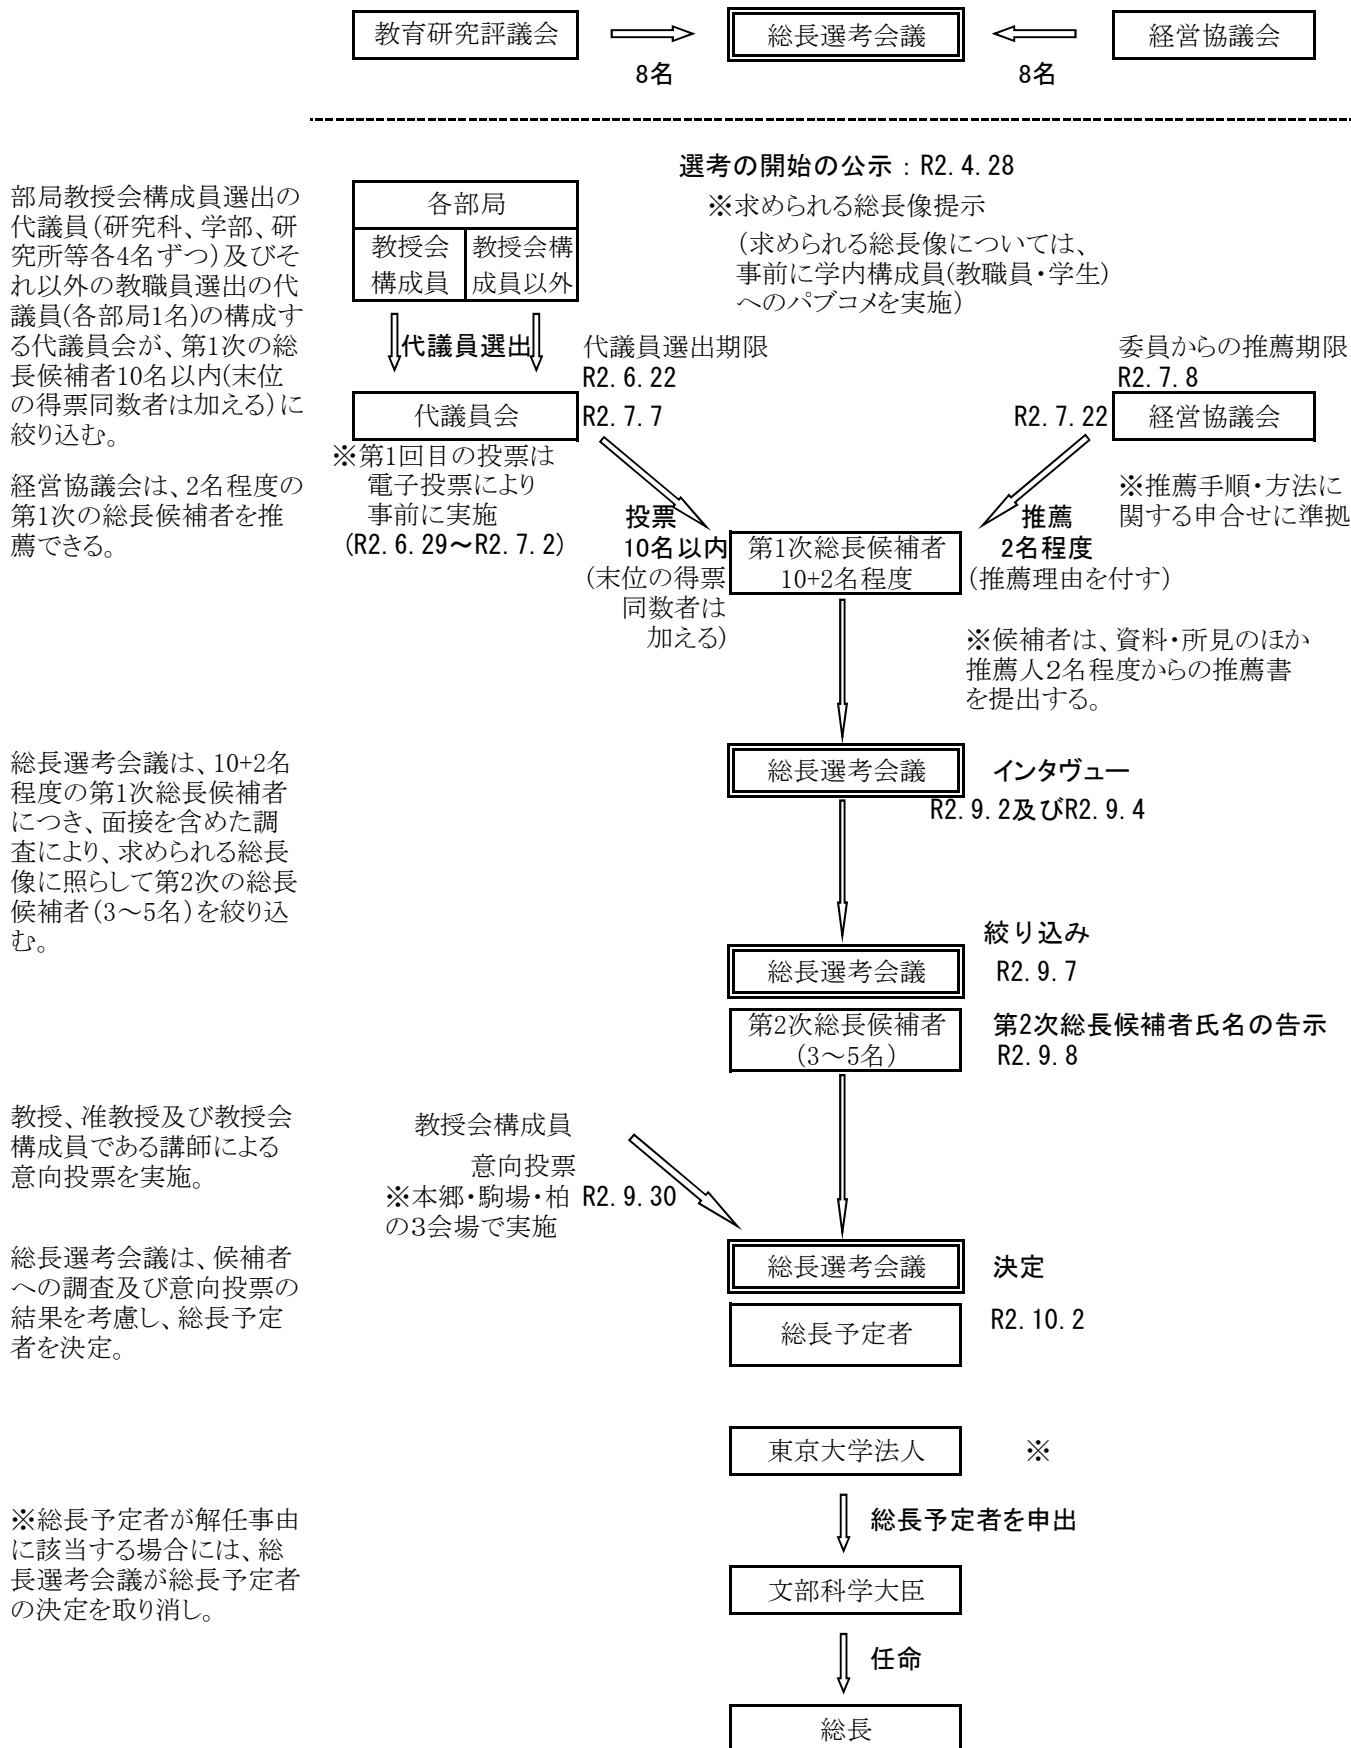 教育研究評議会
総長選考会議
経営協議会
8名
8名
選考の開始の公示：R2.4.28
※求められる総長像提示
(求められる総長像については、
事前に学内構成員(教職員・学生)
へのパブコメを実施)
部局教授会構成員選出の
代議員(研究科、学部、研
究所等各4名ずつ)及びそ
れ以外の教職員選出の代
議員(各部局1名)の構成す
る代議員会が、第1次の総
長候補者10名以内(末位
の得票同数者は加える)に
絞り込む。
経営協議会は、2名程度の
第1次の総長候補者を推
薦できる。
各部局
教授会
構成員
教授会構
成員以外
代議員選出
代議員選出期限
R2.6.22
代議員会
R2.7.7
※第1回目の投票は
電子投票により
事前に実施
(R2.6.29～R2.7.2)
委員からの推薦期限
R2.7.8
R2.7.22
経営協議会
※推薦手順・方法に
関する申合せに準拠
投票
10名以内
(末位の得票
同数者は
加える)
第1次総長候補者
10+2名程度
推薦
2名程度
(推薦理由を付す)
※候補者は、資料・所見のほか
推薦人2名程度からの推薦書
を提出する。
総長選考会議は、10+2名
程度の第1次総長候補者
につき、面接を含めた調
査により、求められる総長
像に照らして第2次の総長
候補者(3～5名)を絞り込
む。
総長選考会議
インタヴュー
R2.9.2及びR2.9.4
絞り込み
総長選考会議
R2.9.7
第2次総長候補者
(3～5名)
第2次総長候補者氏名の告示
R2.9.8
教授、准教授及び教授会
構成員である講師による
意向投票を実施。
教授会構成員
意向投票
※本郷・駒場・柏
の3会場で実施
R2.9.30
総長選考会議は、候補者
への調査及び意向投票の
結果を考慮し、総長予定
者を決定。
総長選考会議
決定
総長予定者
R2.10.2
東京大学法人
※
※総長予定者が解任事由
に該当する場合には、総
長選考会議が総長予定者
の決定を取り消し。
総長予定者を申出
文部科学大臣
任命
総長